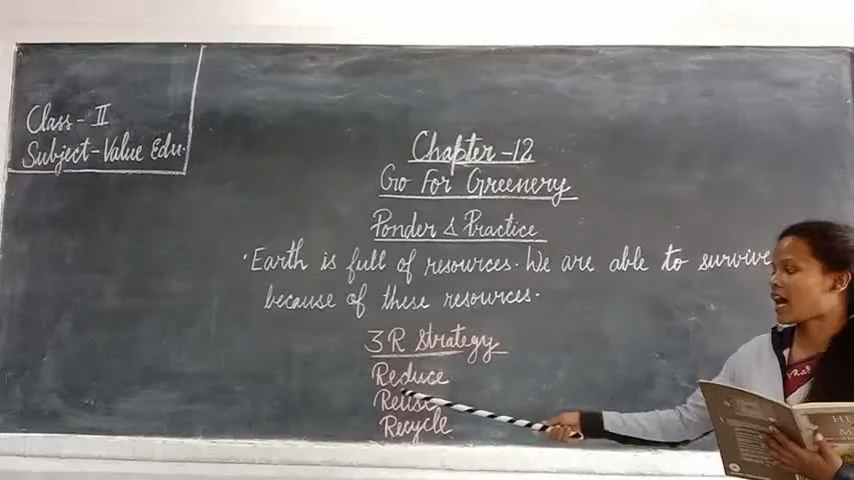 Class - II
Subject - Value Edu.
Chapter - 12
Go For Greenery
Ponder & Practice
· Earth is full of resources. We are able to survive
because of these resources.
3R Strategy
Reduce
Reuse
Recycle